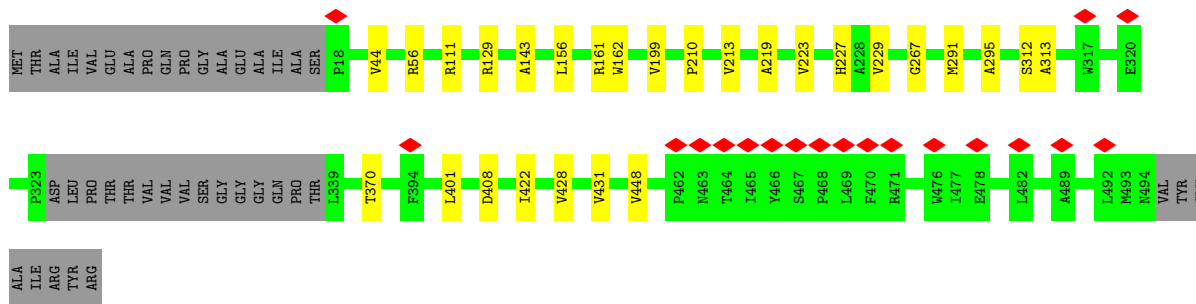 MET THR ALA ILE VAL GLU ALA PRO GLN PRO GLY ALA GLU ALA ILE ALA SER P18 V44 R56 R111 R129 A143 L156 R161 W162 V199 P210 V213 A219 V223 H227 A228 V229 G267 M291 A295 S312 A313 W317 E320
P323 ASP LEU PRO THR THR VAL VAL VAL SER GLY GLY GLY GLN PRO THR L339 T370 F394 L401 D408 I422 V428 V431 V448 P462 N463 T464 I465 Y466 S467 P468 L469 F470 R471 W476 I477 E478 L482 A489 L492 M493 N494 VAL TYR
ALA ILE ARG TYR ARG